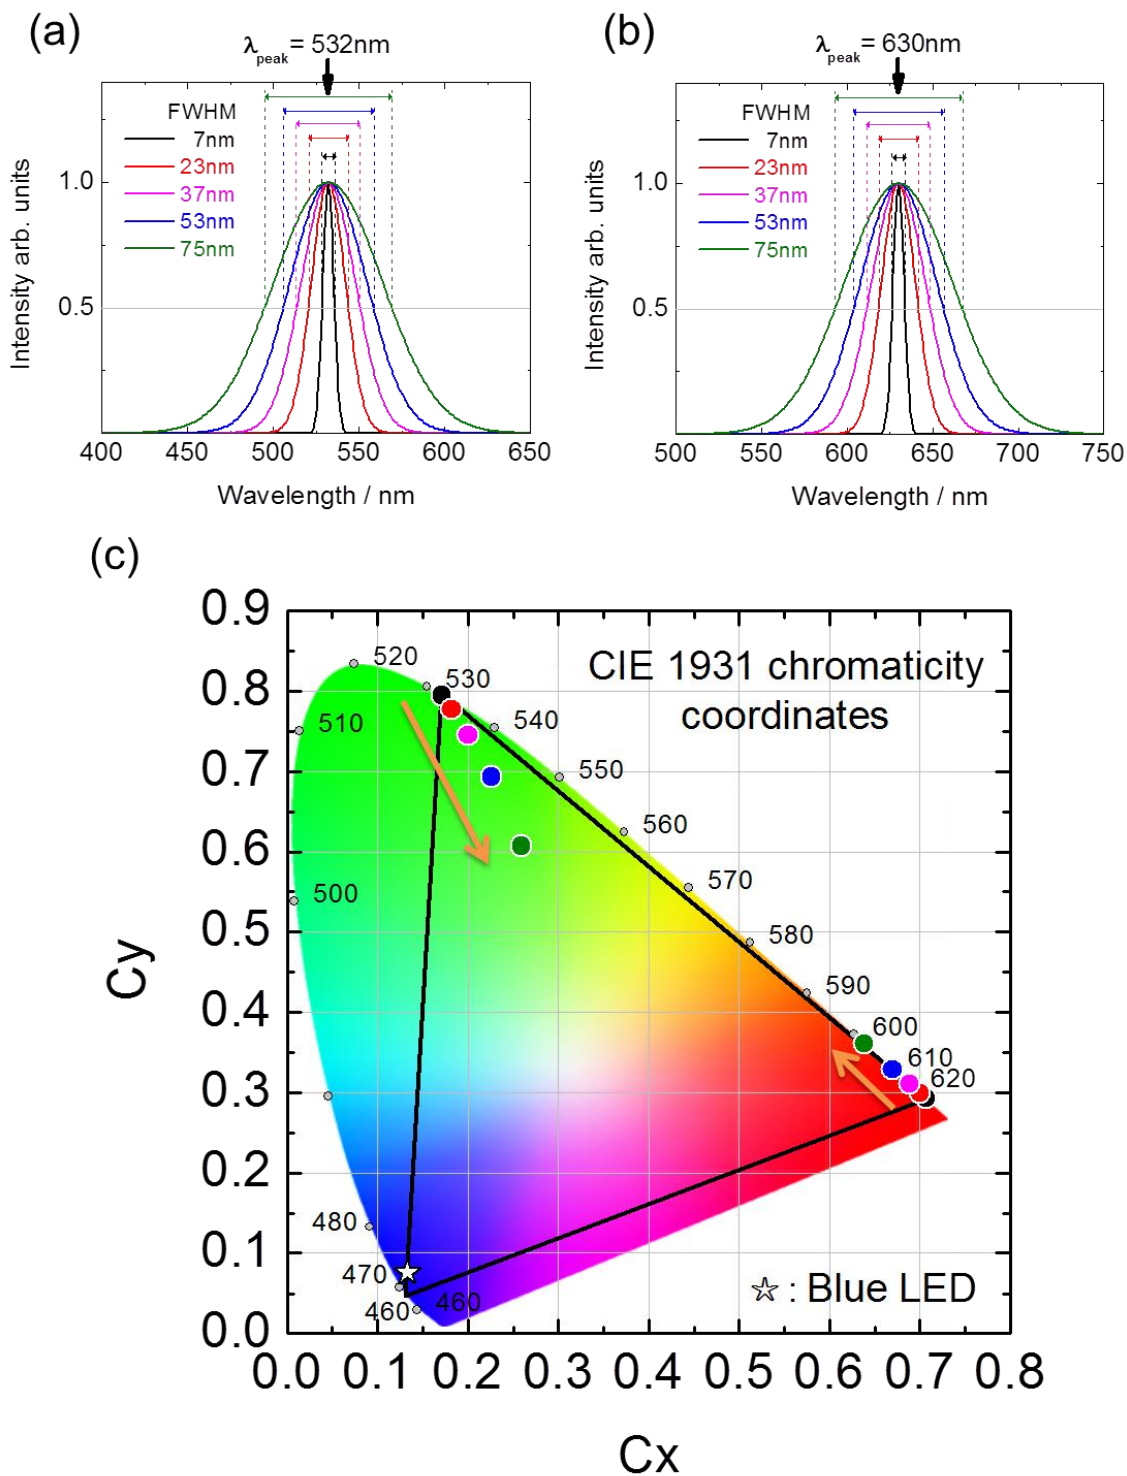 (a)
λpeak = 532nm
FWHM
7nm
23nm
37nm
53nm
75nm
1.0
0.5
Intensity arb. units
400 450 500 550 600 650
Wavelength / nm
(b)
λpeak = 630nm
FWHM
7nm
23nm
37nm
53nm
75nm
1.0
0.5
Intensity arb. units
500 550 600 650 700 750
Wavelength / nm
(c)
CIE 1931 chromaticity
coordinates
0.9
0.8
0.7
0.6
0.5
0.4
0.3
0.2
0.1
0.0
Cy
520
530
510
540
550
560
570
500
580
590
600
610
620
480
470
460
460
☆ : Blue LED
0.0 0.1 0.2 0.3 0.4 0.5 0.6 0.7 0.8
Cx